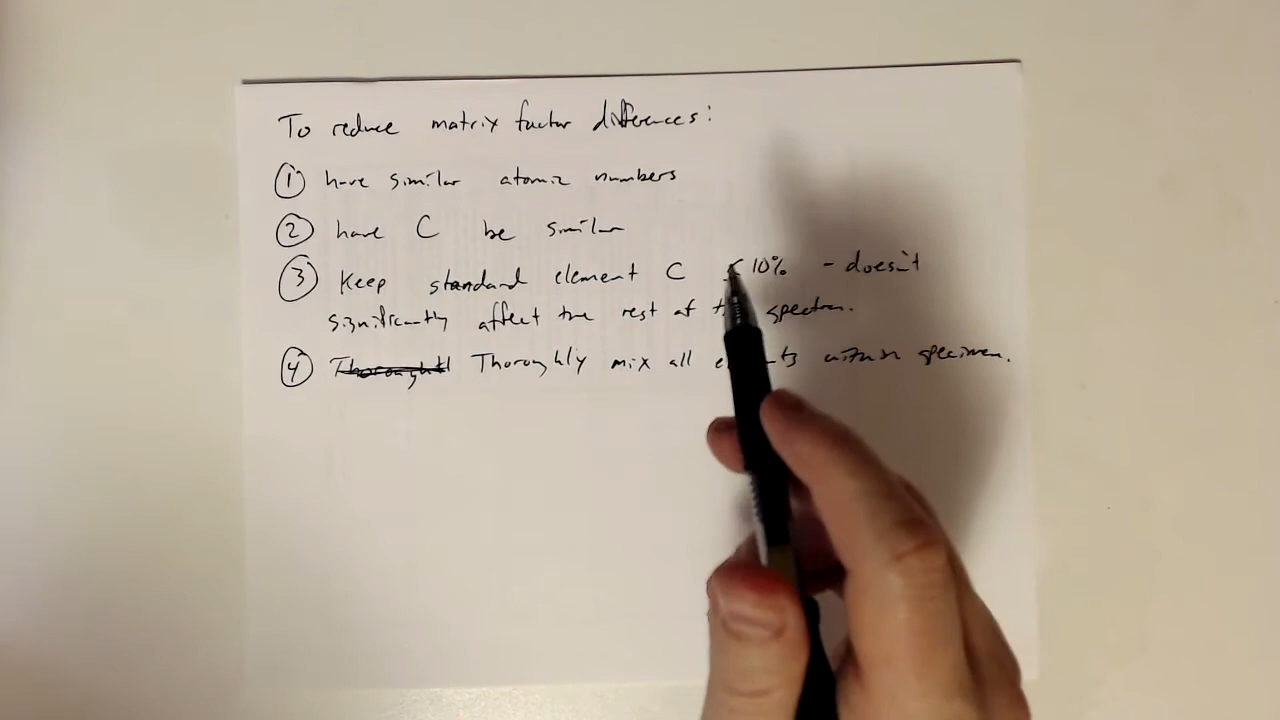 To reduce matrix factor differences:
① have similar atomic numbers
② have C be similar
③ Keep standard element C <10% - doesn't
significantly affect the rest of spectrum.
④ Thoroughly mix all within specimen.